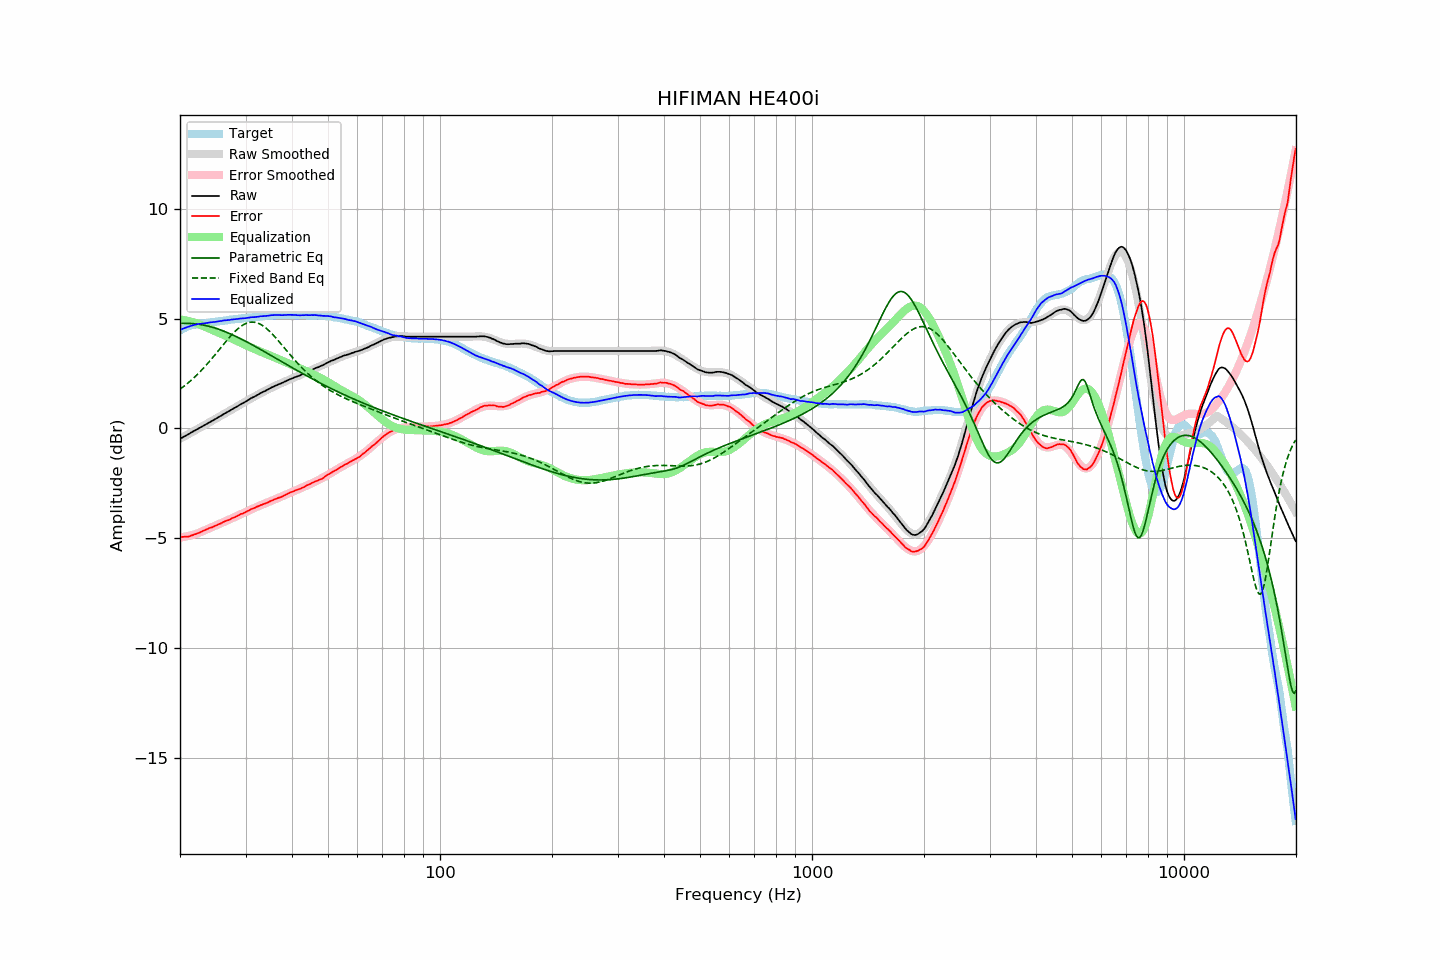 HIFIMAN HE400i
Target
Raw Smoothed
Error Smoothed
Raw
Error
Equalization
Parametric Eq
Fixed Band Eq
Equalized
10
5
0
−5
−10
−15
Amplitude (dBr)
100
1000
10000
Frequency (Hz)